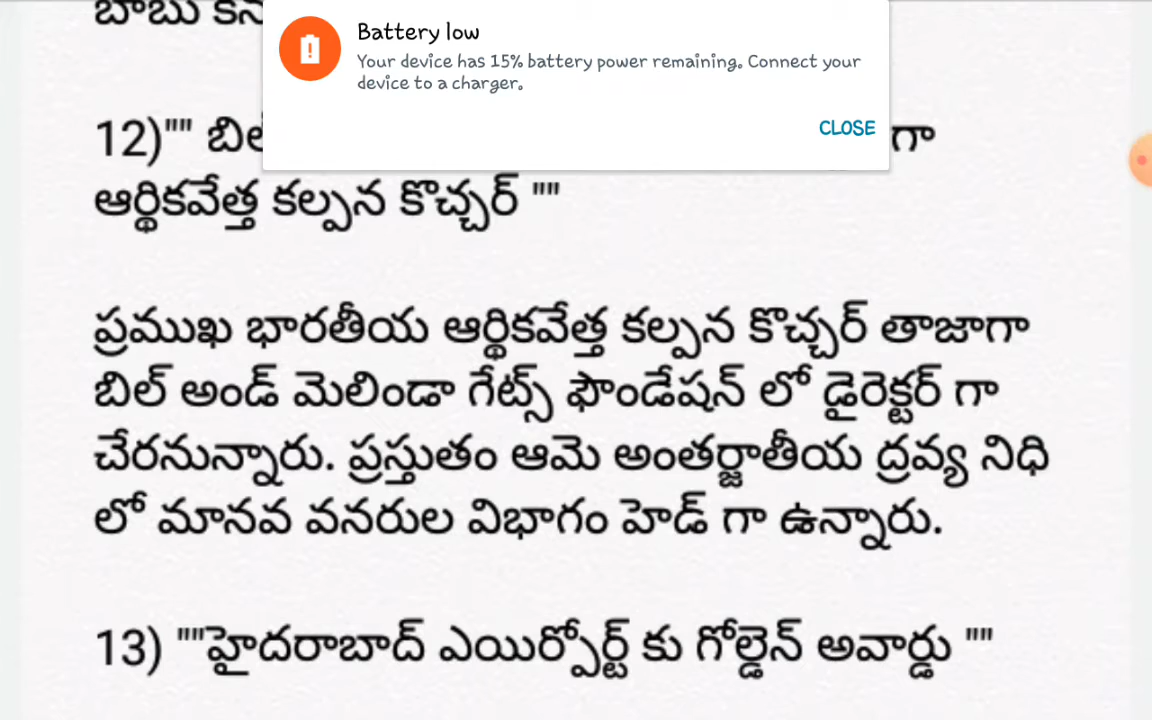 బాబు
Battery low
Your device has 15% battery power remaining. Connect your
device to a charger.
CLOSE
12)"" గా
ఆర్థికవేత్త కల్పన కొచ్చర్ ""
ప్రముఖ భారతీయ ఆర్థికవేత్త కల్పన కొచ్చర్ తాజాగా
బిల్ అండ్ మెలిండా గేట్స్ ఫౌండేషన్ లో డైరెక్టర్ గా
చేరనున్నారు. ప్రస్తుతం ఆమె అంతర్జాతీయ ద్రవ్య నిధి
లో మానవ వనరుల విభాగం హెడ్ గా ఉన్నారు.
13) ""హైదరాబాద్ ఎయిర్పోర్ట్ కు గోల్డెన్ అవార్డు ""